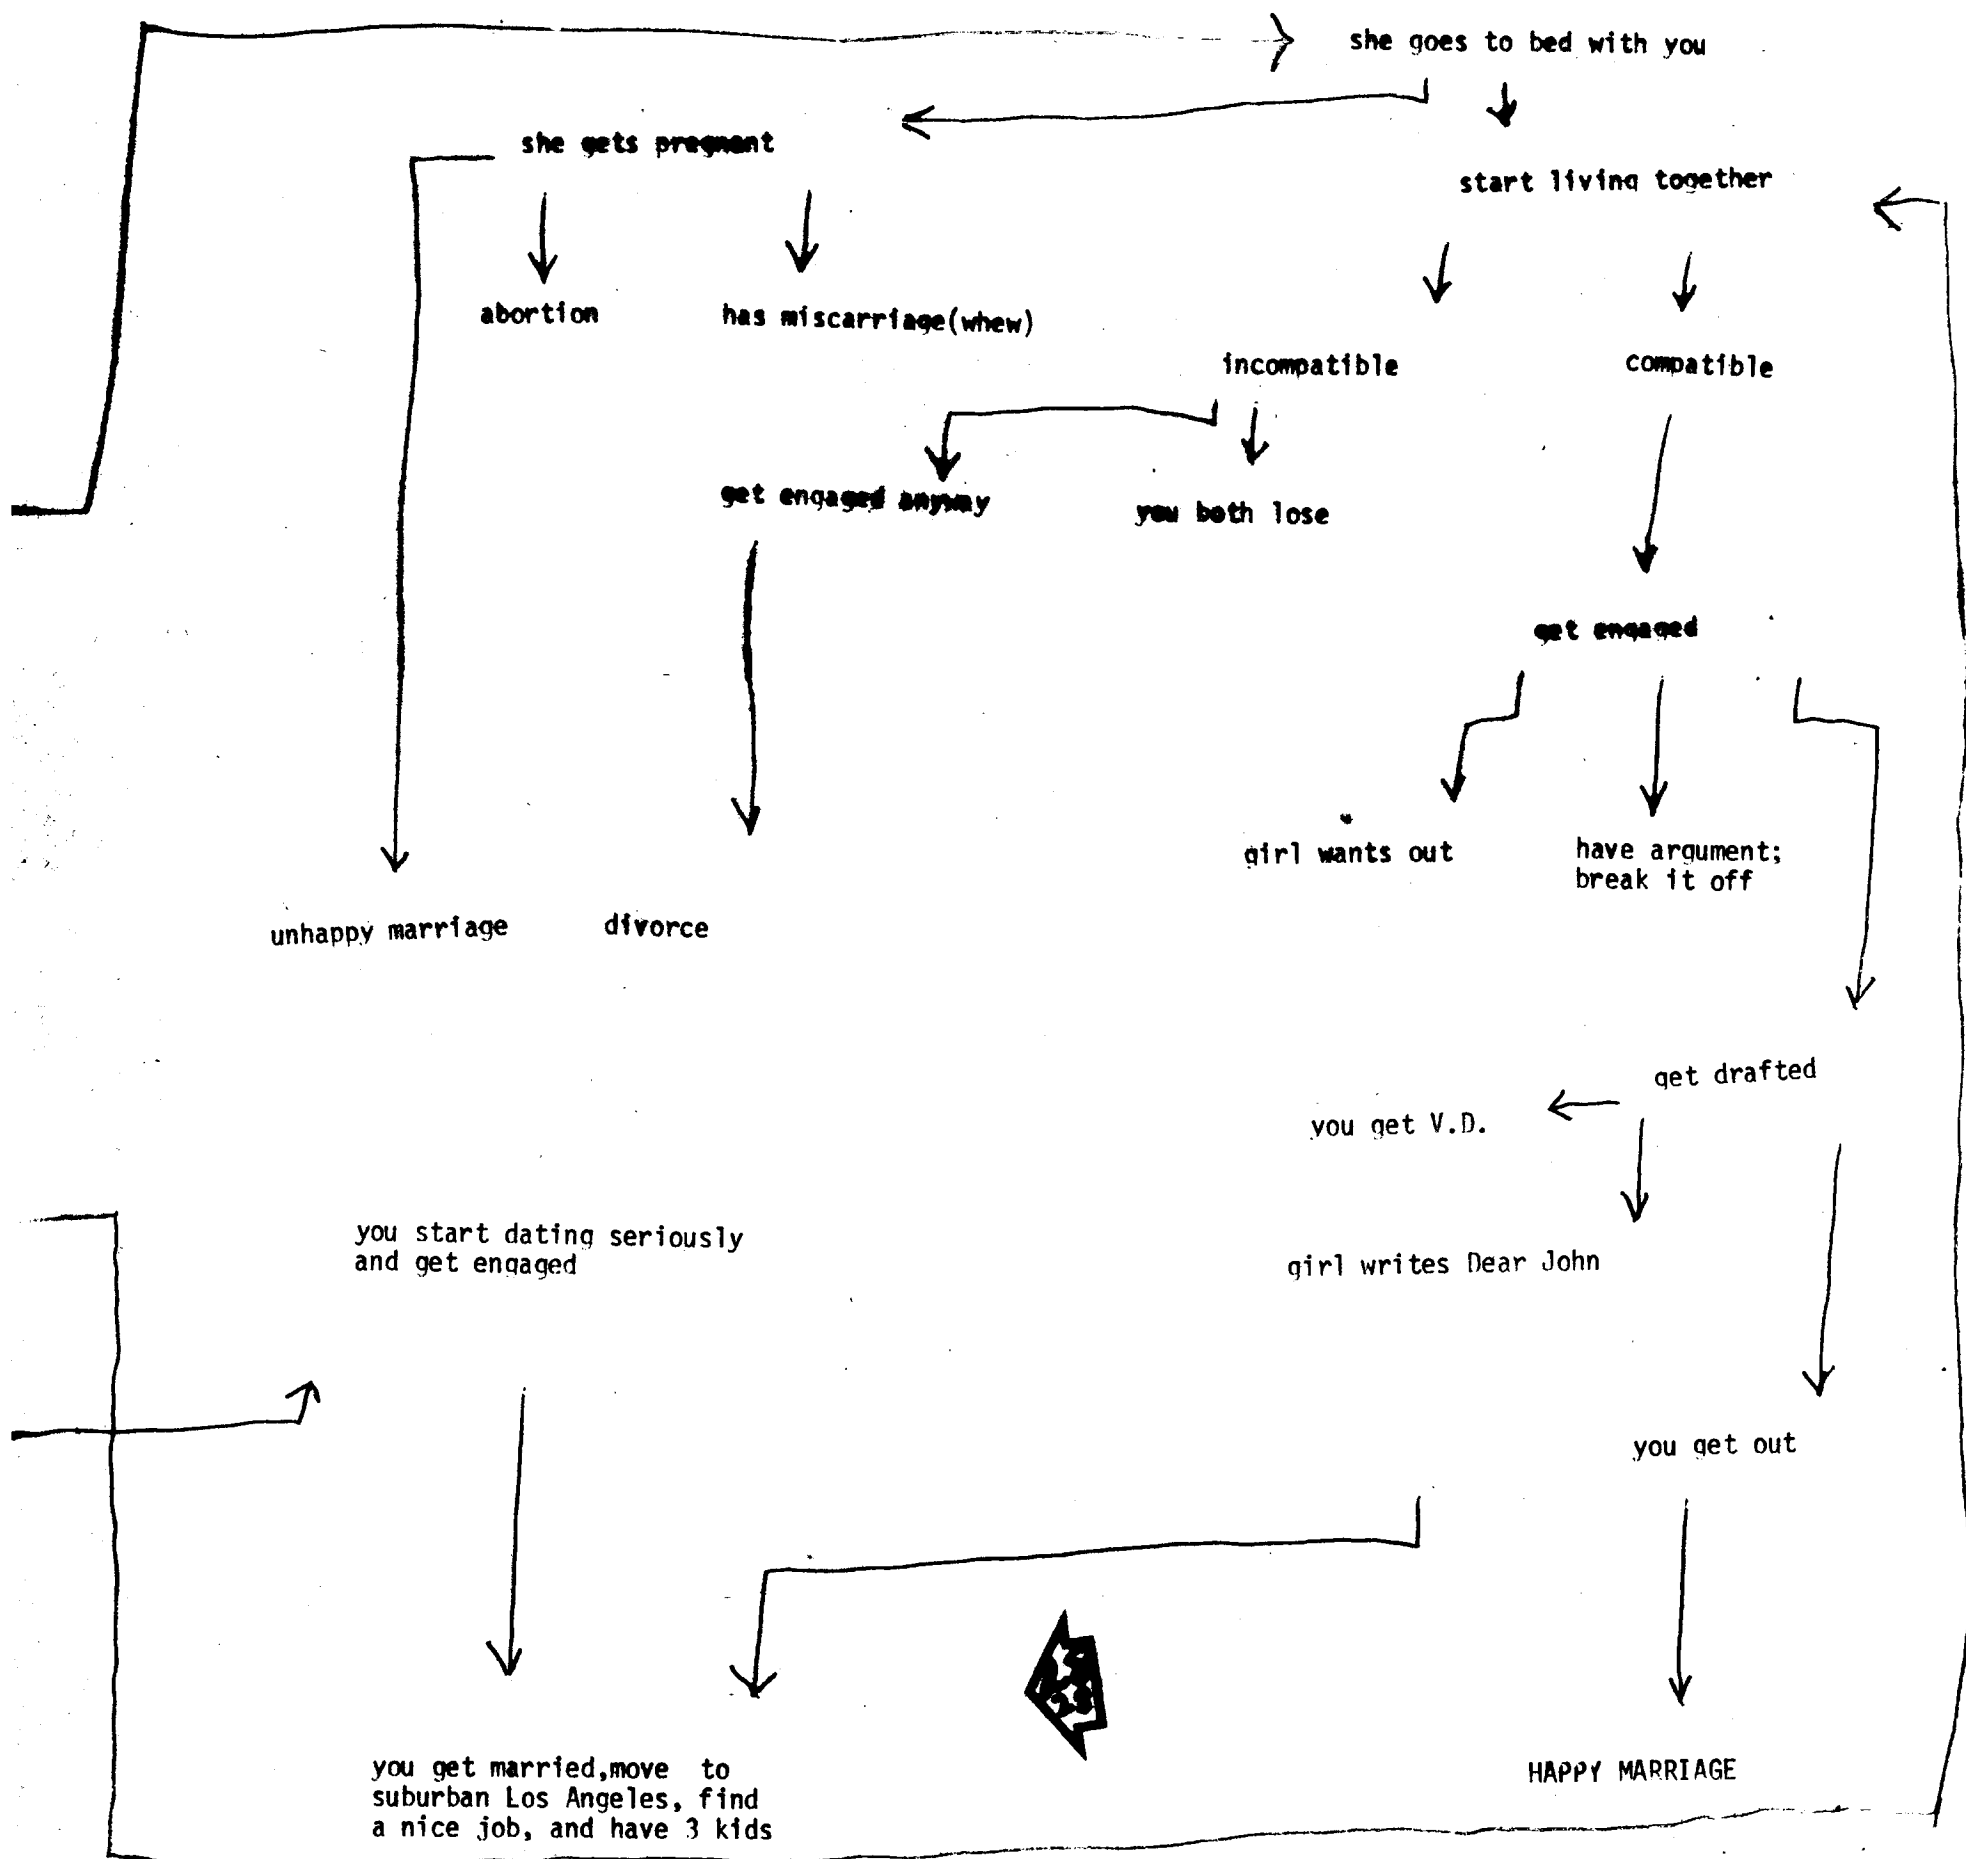 she goes to bed with you
she gets pregnant
start living together
abortion
has miscarriage(whew)
incompatible
compatible
get engaged anyway
you both lose
get engaged
girl wants out
have argument;
break it off
unhappy marriage
divorce
get drafted
you get V.D.
you start dating seriously
and get engaged
girl writes Dear John
you get out
you get married,move to
suburban Los Angeles, find
a nice job, and have 3 kids
HAPPY MARRIAGE